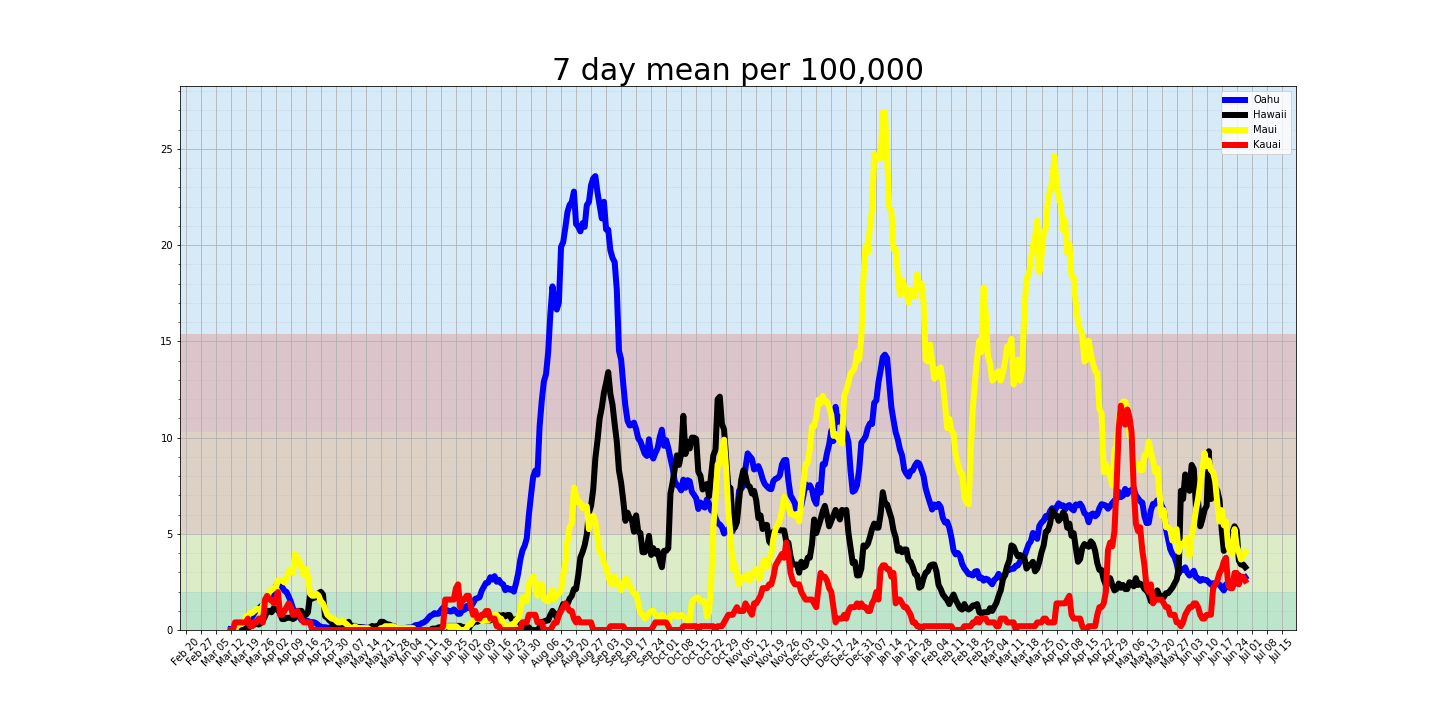 7 day mean per 100,000
Oahu
Hawaii
Maui
Kauai
25
20
15
10
5
0
Feb 20
Feb 27
Mar 05
Mar 12
Mar 19
Mar 26
Apr 02
Apr 09
Apr 16
Apr 23
Apr 30
May 07
May 14
May 21
May 28
Jun 04
Jun 11
Jun 18
Jun 25
Jul 02
Jul 09
Jul 16
Jul 23
Jul 30
Aug 06
Aug 13
Aug 20
Aug 27
Sep 03
Sep 10
Sep 17
Sep 24
Oct 01
Oct 08
Oct 15
Oct 22
Oct 29
Nov 05
Nov 12
Nov 19
Nov 26
Dec 03
Dec 10
Dec 17
Dec 24
Dec 31
Jan 07
Jan 14
Jan 21
Jan 28
Feb 04
Feb 11
Feb 18
Feb 25
Mar 04
Mar 11
Mar 18
Mar 25
Apr 01
Apr 08
Apr 15
Apr 22
Apr 29
May 06
May 13
May 20
May 27
Jun 03
Jun 10
Jun 17
Jun 24
Jul 01
Jul 08
Jul 15